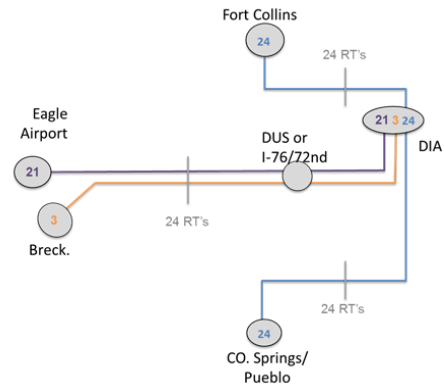 Fort Collins
24
24 RT's
Eagle
Airport
DUS or
I-76/72nd
21 3 24
DIA
21
3
24 RT's
Breck.
24 RT's
24
CO. Springs/
Pueblo